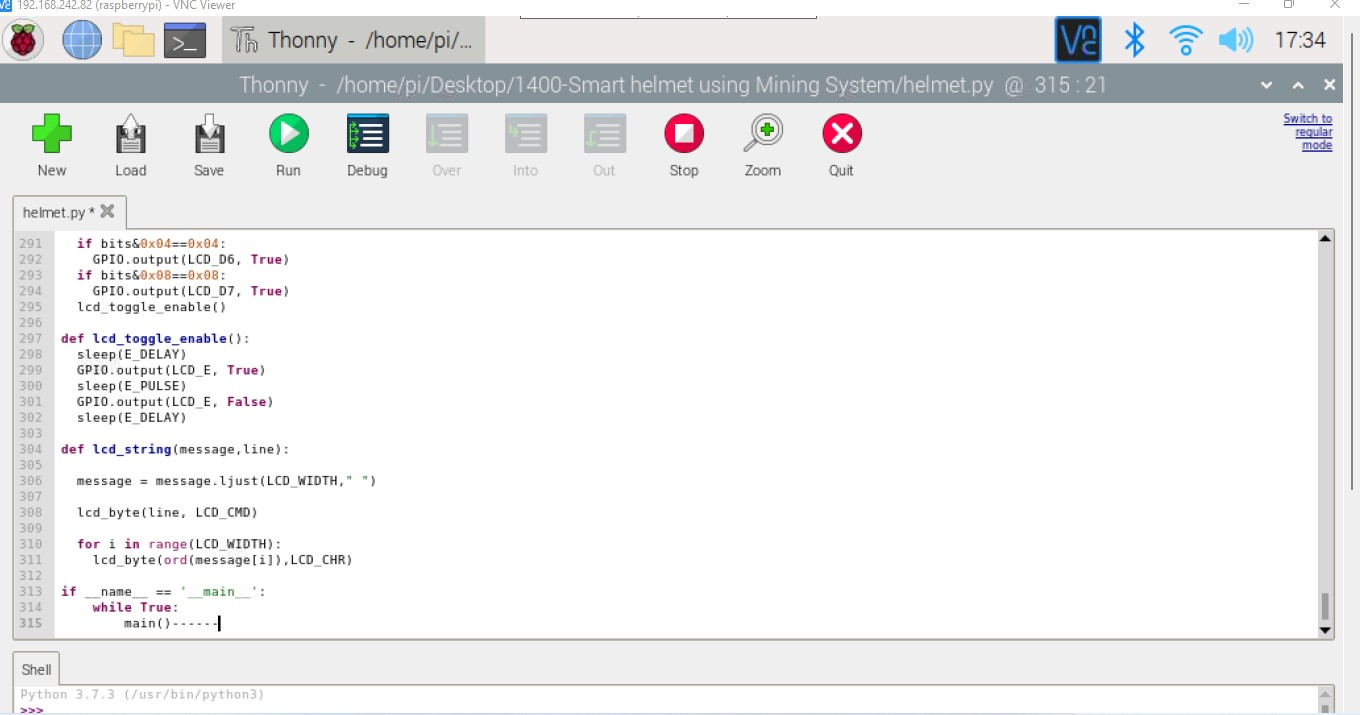 192.168.242.82 (raspberrypi) - VNC Viewer
Thonny - /home/pi/...
17:34
Thonny - /home/pi/Desktop/1400-Smart helmet using Mining System/helmet.py @ 315 : 21
New Load Save Run Debug Over Into Out Stop Zoom Quit
Switch to
regular
mode
helmet.py *
291 if bits&0x04==0x04:
292 GPIO.output(LCD_D6, True)
293 if bits&0x08==0x08:
294 GPIO.output(LCD_D7, True)
295 lcd_toggle_enable()
296
297 def lcd_toggle_enable():
298 sleep(E_DELAY)
299 GPIO.output(LCD_E, True)
300 sleep(E_PULSE)
301 GPIO.output(LCD_E, False)
302 sleep(E_DELAY)
303
304 def lcd_string(message,line):
305
306 message = message.ljust(LCD_WIDTH," ")
307
308 lcd_byte(line, LCD_CMD)
309
310 for i in range(LCD_WIDTH):
311 lcd_byte(ord(message[i]),LCD_CHR)
312
313 if __name__ == '__main__':
314 while True:
315 main()------
Shell
Python 3.7.3 (/usr/bin/python3)
>>>